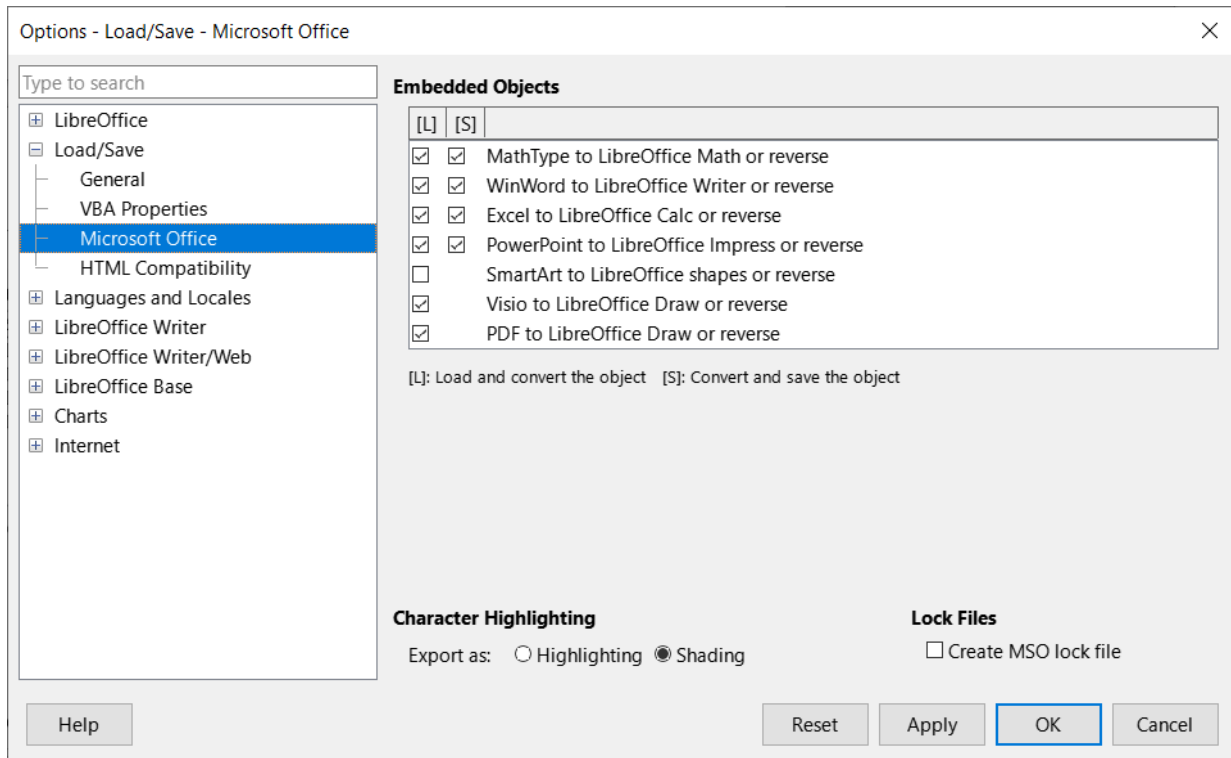 Options - Load/Save - Microsoft Office
Type to search
LibreOffice
Load/Save
General
VBA Properties
Microsoft Office
HTML Compatibility
Languages and Locales
LibreOffice Writer
LibreOffice Writer/Web
LibreOffice Base
Charts
Internet
Embedded Objects
[L] [S]
MathType to LibreOffice Math or reverse
WinWord to LibreOffice Writer or reverse
Excel to LibreOffice Calc or reverse
PowerPoint to LibreOffice Impress or reverse
SmartArt to LibreOffice shapes or reverse
Visio to LibreOffice Draw or reverse
PDF to LibreOffice Draw or reverse
[L]: Load and convert the object [S]: Convert and save the object
Character Highlighting
Export as: Highlighting Shading
Lock Files
Create MSO lock file
Help Reset Apply OK Cancel